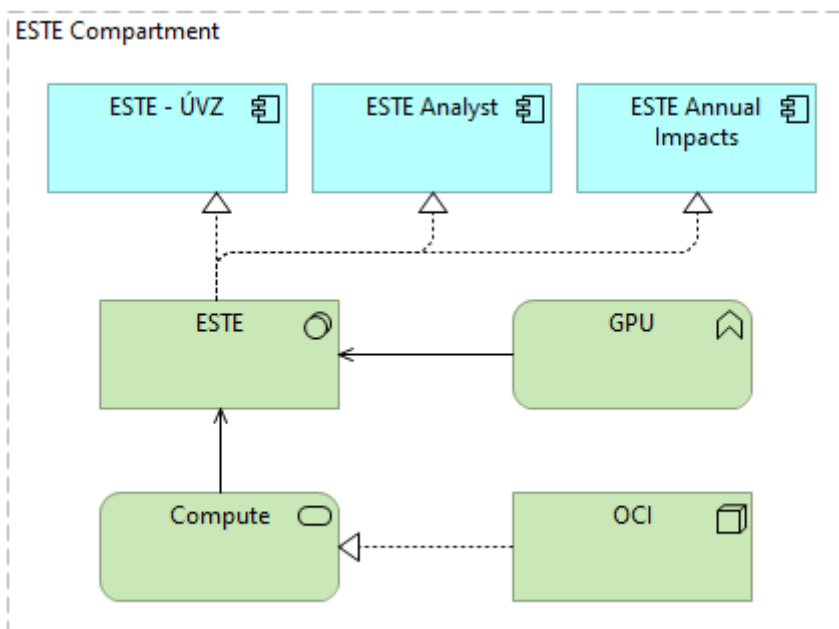 ESTE Compartment
ESTE - ÚVZ
ESTE Analyst
ESTE Annual
Impacts
ESTE
GPU
Compute
OCI